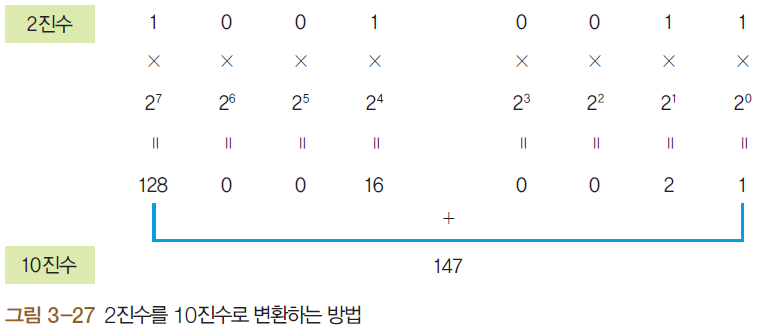 2진수 1 0 0 1 0 0 1 1
× × × × × × × ×
2⁷ 2⁶ 2⁵ 2⁴ 2³ 2² 2¹ 2⁰
= = = = = = = =
128 0 0 16 0 0 2 1
+
10진수 147
그림 3-27 2진수를 10진수로 변환하는 방법